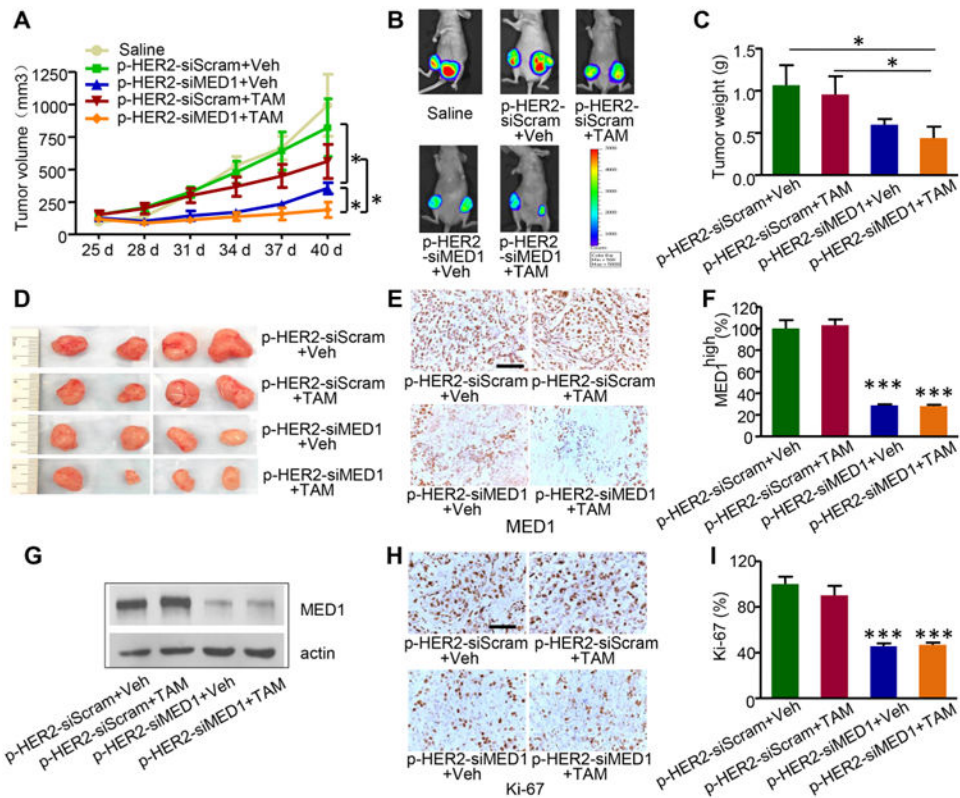 A
Saline
p-HER2-siScram+Veh
p-HER2-siMED1+Veh
p-HER2-siScram+TAM
p-HER2-siMED1+TAM
Tumor volume (mm3)
1250
1000
750
500
250
0
25 d 28 d 31 d 34 d 37 d 40 d
*
*
*
B
Saline
p-HER2-
siScram
+Veh
p-HER2-
siScram
+TAM
p-HER2
-siMED1
+Veh
p-HER2
-siMED1
+TAM
C
Tumor weight (g)
1.5
1.0
0.5
0.0
*
*
p-HER2-siScram+Veh
p-HER2-siScram+TAM
p-HER2-siMED1+Veh
p-HER2-siMED1+TAM
D
p-HER2-siScram
+Veh
p-HER2-siScram
+TAM
p-HER2-siMED1
+Veh
p-HER2-siMED1
+TAM
E
p-HER2-siScram
+Veh
p-HER2-siScram
+TAM
p-HER2-siMED1
+Veh
p-HER2-siMED1
+TAM
MED1
F
MED1high(%)
120
100
80
60
40
20
0
***
***
p-HER2-siScram+Veh
p-HER2-siScram+TAM
p-HER2-siMED1+Veh
p-HER2-siMED1+TAM
G
MED1
actin
p-HER2-siScram+Veh
p-HER2-siScram+TAM
p-HER2-siMED1+Veh
p-HER2-siMED1+TAM
H
p-HER2-siScram
+Veh
p-HER2-siScram
+TAM
p-HER2-siMED1
+Veh
p-HER2-siMED1
+TAM
Ki-67
I
Ki-67 (%)
120
80
40
0
***
***
p-HER2-siScram+Veh
p-HER2-siScram+TAM
p-HER2-siMED1+Veh
p-HER2-siMED1+TAM